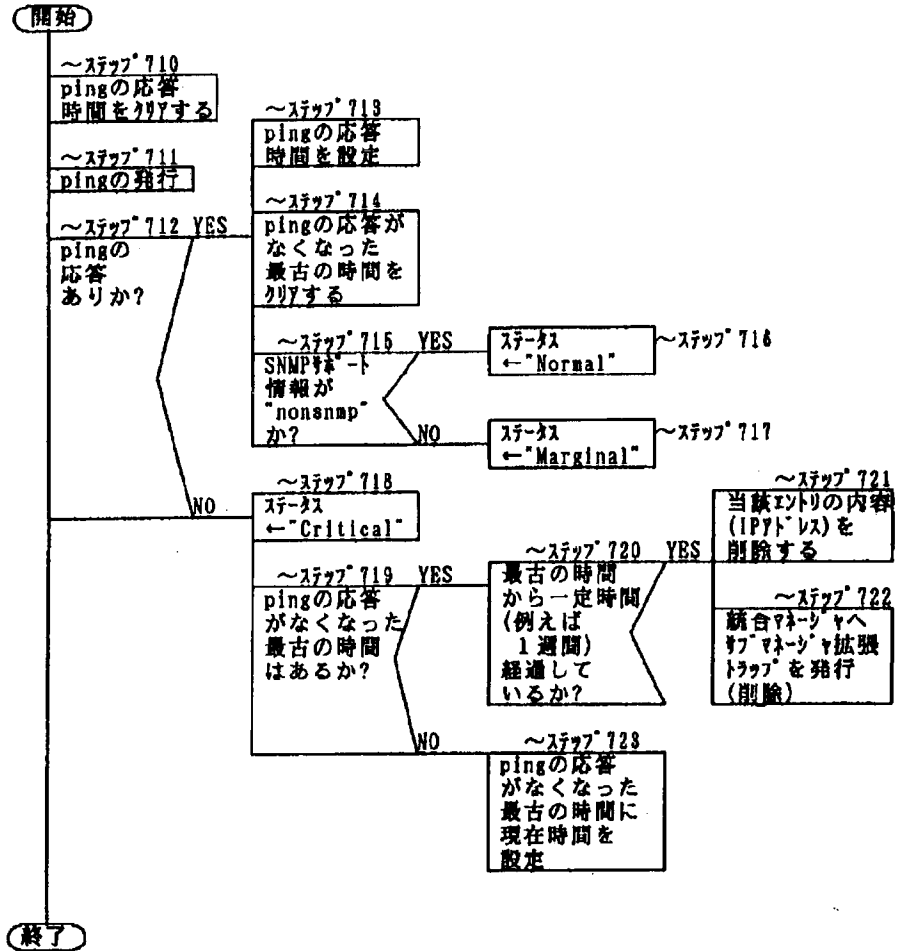 開始
～ステップ710
pingの応答
時間をクリアする
～ステップ711
pingの発行
～ステップ712 YES
pingの
応答
ありか?
NO
～ステップ713
pingの応答
時間を設定
～ステップ714
pingの応答が
なくなった
最古の時間を
クリアする
～ステップ715 YES
SNMPサポート
情報が
"nonsnmp"
か?
NO
ステータス
←"Normal"
～ステップ716
ステータス
←"Marginal"
～ステップ717
～ステップ718
ステータス
←"Critical"
～ステップ719 YES
pingの応答
がなくなった
最古の時間
はあるか?
NO
～ステップ720 YES
最古の時間
から一定時間
(例えば
1週間)
経過して
いるか?
～ステップ721
当該エントリの内容
(IPアドレス)を
削除する
～ステップ722
統合マネージャへ
サブマネージャ拡張
トラップを発行
(削除)
～ステップ723
pingの応答
がなくなった
最古の時間に
現在時間を
設定
終了